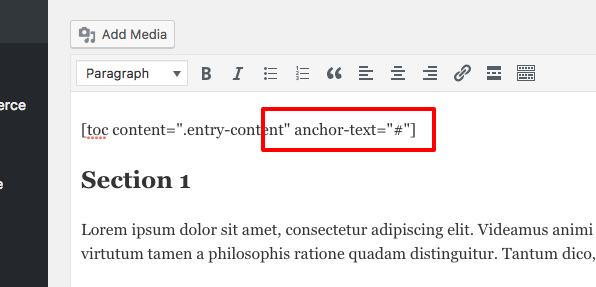 Add Media
Paragraph
erce
[toc content=".entry-content" anchor-text="#"]
Section 1
e
Lorem ipsum dolor sit amet, consectetur adipiscing elit. Videamus animi
virtutum tamen a philosophis ratione quadam distinguitur. Tantum dico,